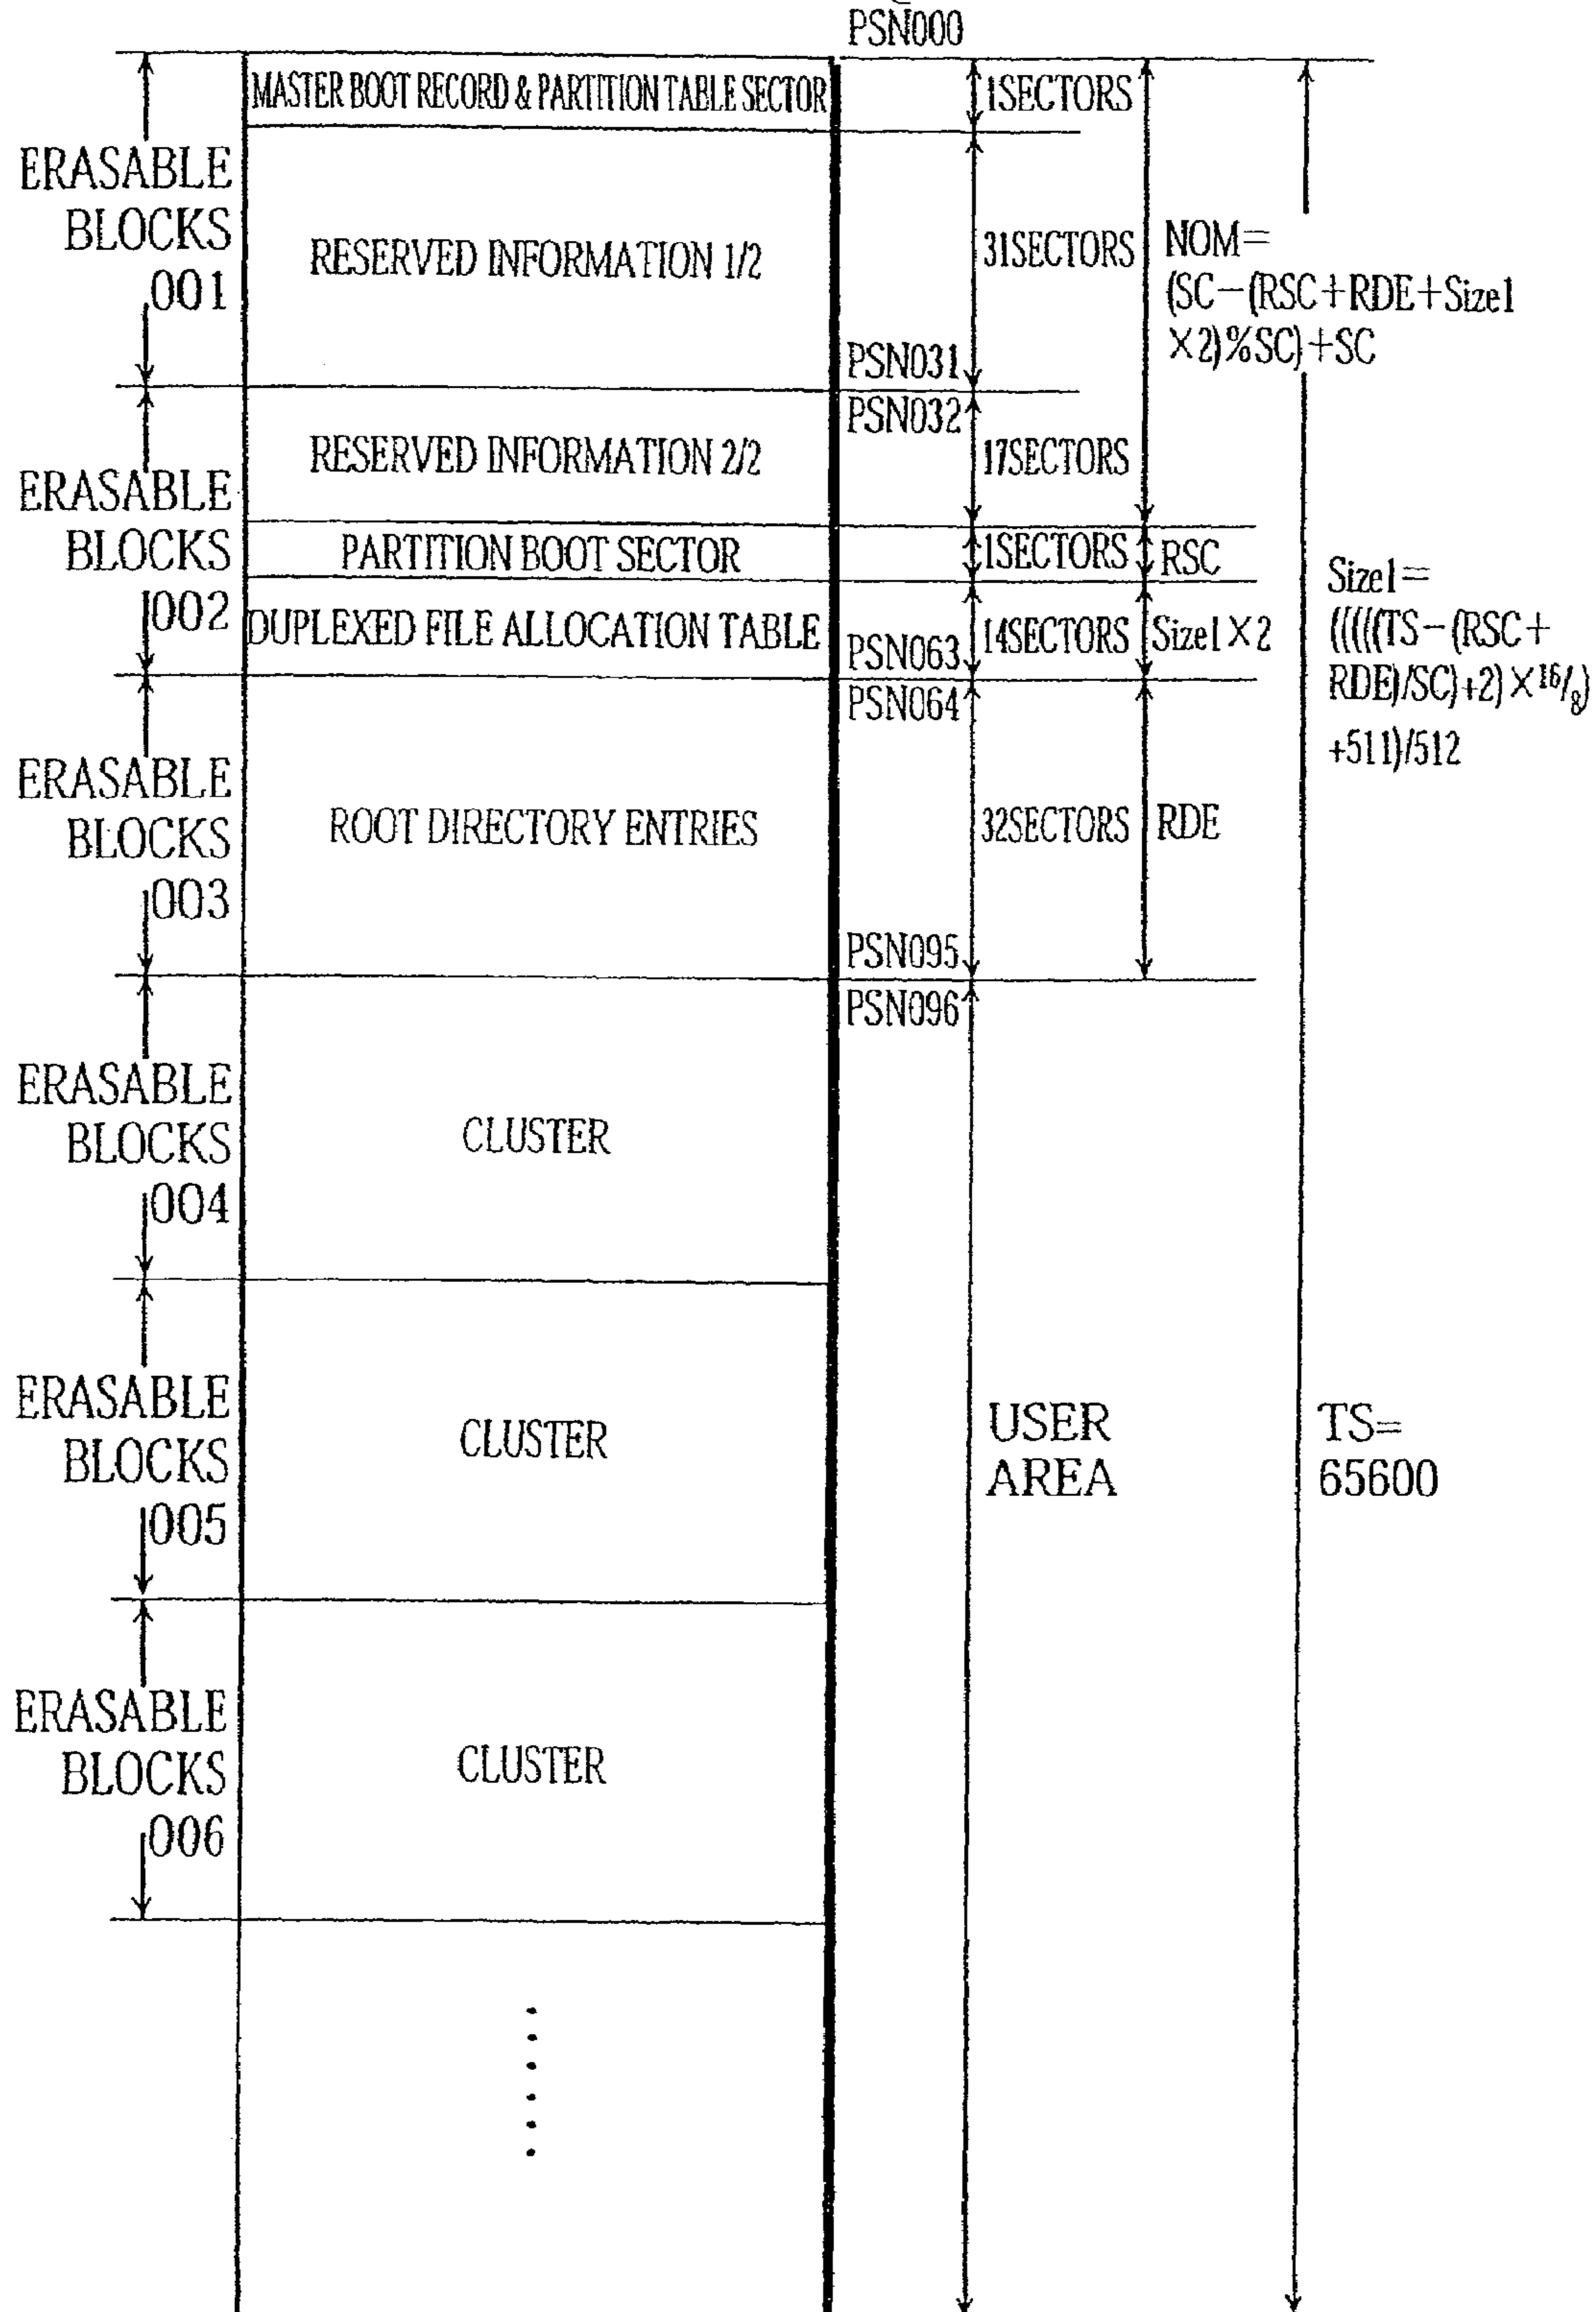 PSN000
MASTER BOOT RECORD & PARTITION TABLE SECTOR
1SECTORS
ERASABLE
BLOCKS
001
RESERVED INFORMATION 1/2
31SECTORS
NOM=
(SC-(RSC+RDE+Size1
×2)%SC)+SC
PSN031
PSN032
RESERVED INFORMATION 2/2
17SECTORS
ERASABLE
BLOCKS
002
PARTITION BOOT SECTOR
1SECTORS
RSC
DUPLEXED FILE ALLOCATION TABLE
PSN063
14SECTORS
Size1×2
Size1=
(((((TS-(RSC+
RDE)/SC)+2)×16/8)
+511)/512
PSN064
ERASABLE
BLOCKS
003
ROOT DIRECTORY ENTRIES
32SECTORS
RDE
PSN095
PSN096
ERASABLE
BLOCKS
004
CLUSTER
ERASABLE
BLOCKS
005
CLUSTER
USER
AREA
TS=
65600
ERASABLE
BLOCKS
006
CLUSTER